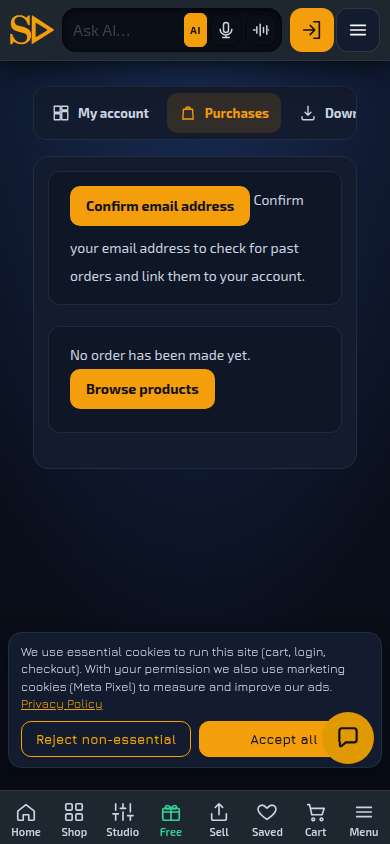 SD
Ask AI...
AI
My account
Purchases
Confirm email address Confirm
your email address to check for past
orders and link them to your account.
No order has been made yet.
Browse products
We use essential cookies to run this site (cart, login,
checkout). With your permission we also use marketing
cookies (Meta Pixel) to measure and improve our ads.
Privacy Policy
Reject non-essential
Accept all
Home
Shop
Studio
Free
Sell
Saved
Cart
Menu